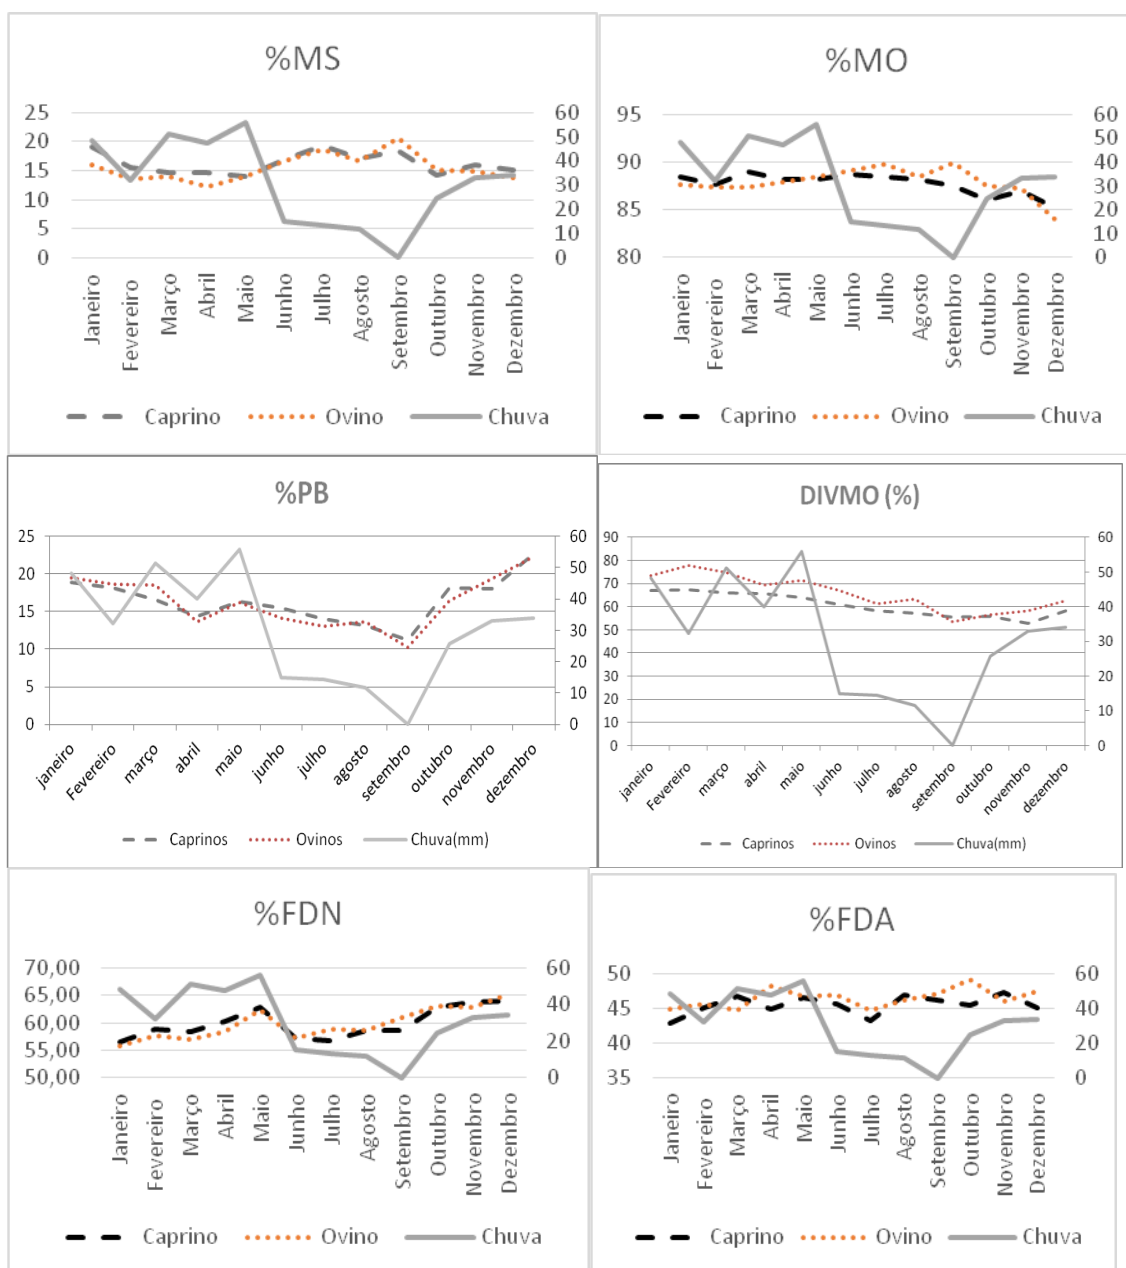 %MS
25
20
15
10
5
0
60
50
40
30
20
10
0
Janeiro
Fevereiro
Março
Abril
Maio
Junho
Julho
Agosto
Setembro
Outubro
Novembro
Dezembro
Caprino Ovino Chuva
%MO
95
90
85
80
60
50
40
30
20
10
0
Janeiro
Fevereiro
Março
Abril
Maio
Junho
Julho
Agosto
Setembro
Outubro
Novembro
Dezembro
Caprino Ovino Chuva
%PB
25
20
15
10
5
0
60
50
40
30
20
10
0
janeiro
Fevereiro
março
abril
maio
junho
julho
agosto
setembro
outubro
novembro
dezembro
Caprinos Ovinos Chuva(mm)
DIVMO (%)
90
80
70
60
50
40
30
20
10
0
60
50
40
30
20
10
0
janeiro
Fevereiro
março
abril
maio
junho
julho
agosto
setembro
outubro
novembro
dezembro
Caprinos Ovinos Chuva(mm)
%FDN
70,00
65,00
60,00
55,00
50,00
60
40
20
0
Janeiro
Fevereiro
Março
Abril
Maio
Junho
Julho
Agosto
Setembro
Outubro
Novembro
Dezembro
Caprino Ovino Chuva
%FDA
50
45
40
35
60
40
20
0
Janeiro
Fevereiro
Março
Abril
Maio
Junho
Julho
Agosto
Setembro
Outubro
Novembro
Dezembro
Caprino Ovino Chuva